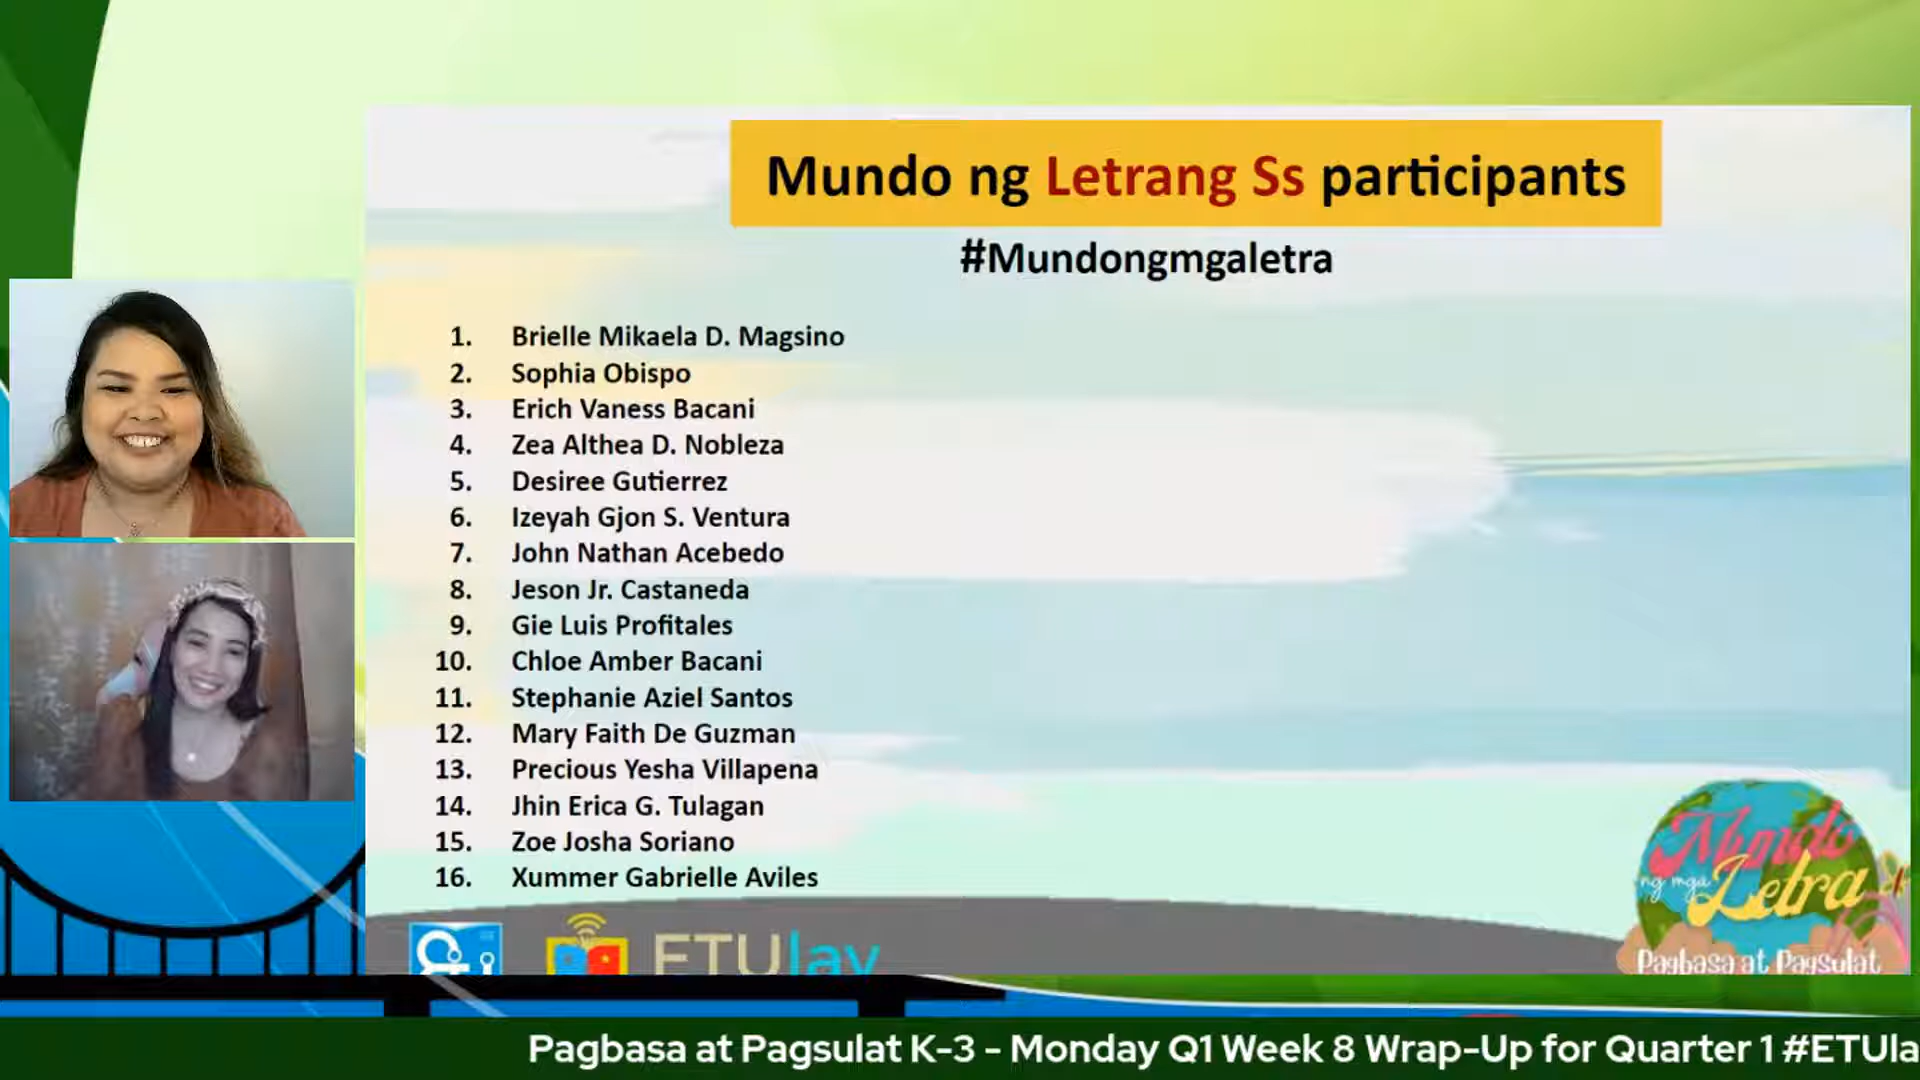 Mundo ng Letrang Ss participants
#Mundongmgaletra
1. Brielle Mikaela D. Magsino
2. Sophia Obispo
3. Erich Vaness Bacani
4. Zea Althea D. Nobleza
5. Desiree Gutierrez
6. Izeyah Gjon S. Ventura
7. John Nathan Acebedo
8. Jeson Jr. Castaneda
9. Gie Luis Profitales
10. Chloe Amber Bacani
11. Stephanie Aziel Santos
12. Mary Faith De Guzman
13. Precious Yesha Villapena
14. Jhin Erica G. Tulagan
15. Zoe Josha Soriano
16. Xummer Gabrielle Aviles
ETUlay
Mundo
ng mga Letra
Pagbasa at Pagsulat
Pagbasa at Pagsulat K-3 - Monday Q1 Week 8 Wrap-Up for Quarter 1 #ETUla